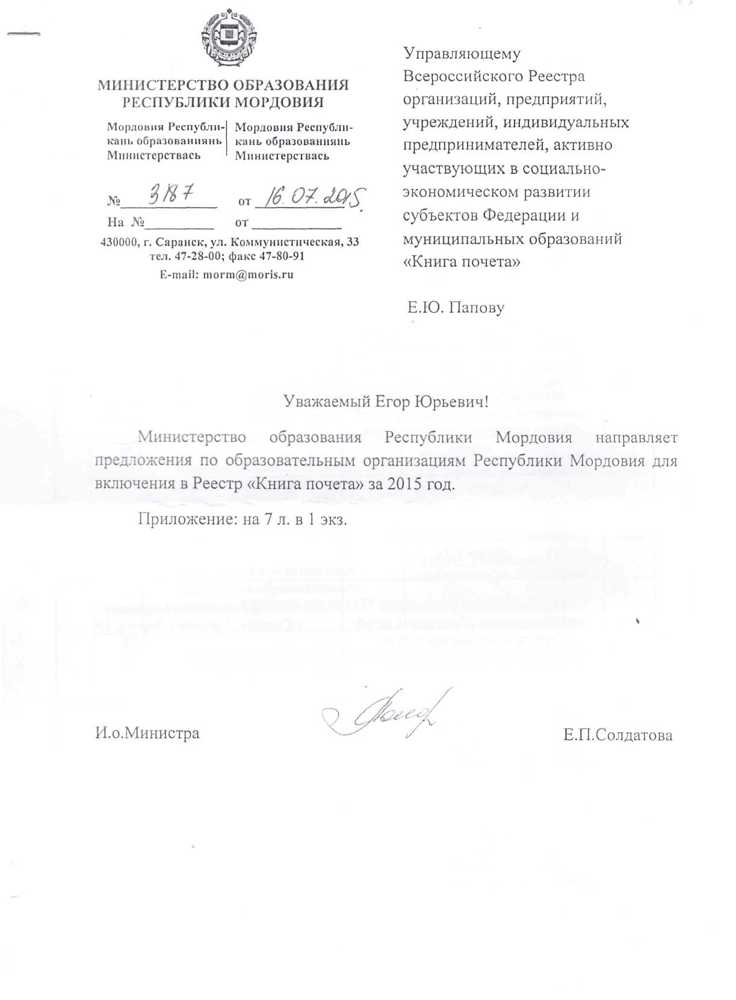 МИНИСТЕРСТВО ОБРАЗОВАНИЯ
РЕСПУБЛИКИ МОРДОВИЯ
Мордовия Республи-
кань образованиянь
Министерствась
Мордовия Республи-
кань образованиянь
Министерствась
№ 3187 от 16.07.2015
На № от
430000, г. Саранск, ул. Коммунистическая, 33
тел. 47-28-00; факс 47-80-91
E-mail: morm@moris.ru
Управляющему
Всероссийского Реестра
организаций, предприятий,
учреждений, индивидуальных
предпринимателей, активно
участвующих в социально-
экономическом развитии
субъектов Федерации и
муниципальных образований
«Книга почета»
Е.Ю. Папову
Уважаемый Егор Юрьевич!
Министерство образования Республики Мордовия направляет
предложения по образовательным организациям Республики Мордовия для
включения в Реестр «Книга почета» за 2015 год.
Приложение: на 7 л. в 1 экз.
И.о.Министра
Е.П.Солдатова